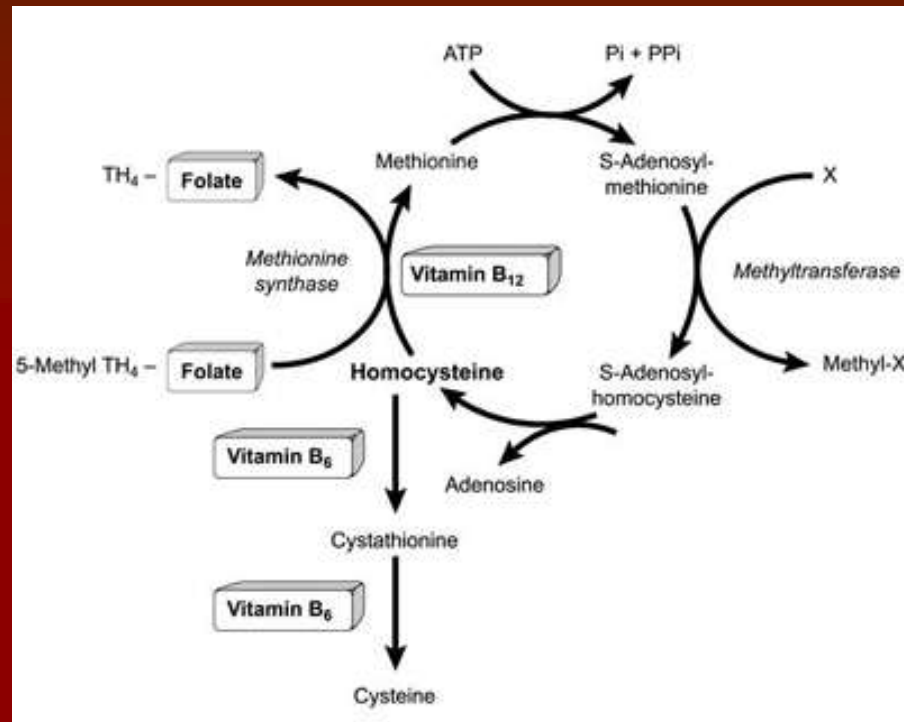 ATP
Pi + PPi
Methionine
S-Adenosyl-
methionine
TH₄ – Folate
X
Methionine
synthase
Vitamin B₁₂
Methyltransferase
5-Methyl TH₄ – Folate
Homocysteine
S-Adenosyl-
homocysteine
Methyl-X
Vitamin B₆
Adenosine
Cystathionine
Vitamin B₆
Cysteine